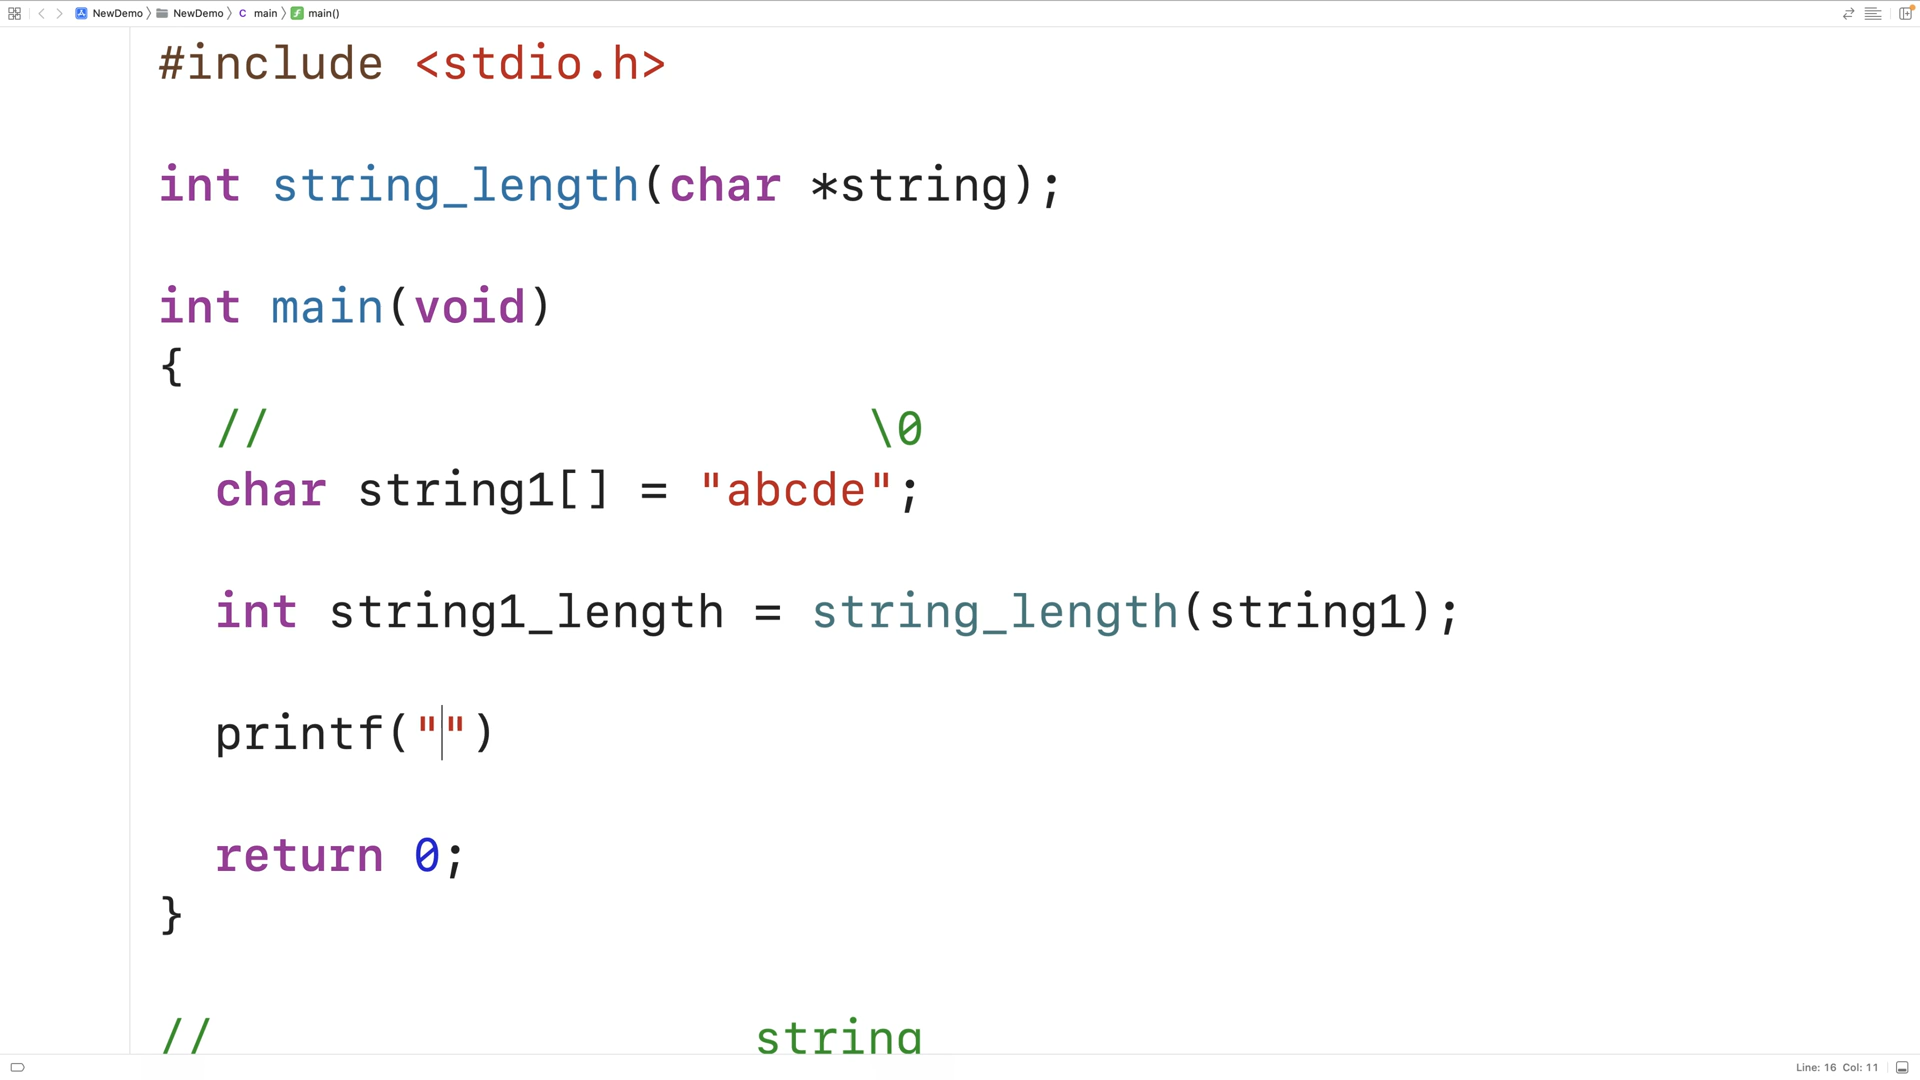 NewDemo 〉 NewDemo 〉 C main 〉 f main()
#include <stdio.h>
int string_length(char *string);
int main(void)
{
// \0
char string1[] = "abcde";
int string1_length = string_length(string1);
printf("")
return 0;
}
// string
Line: 16 Col: 11